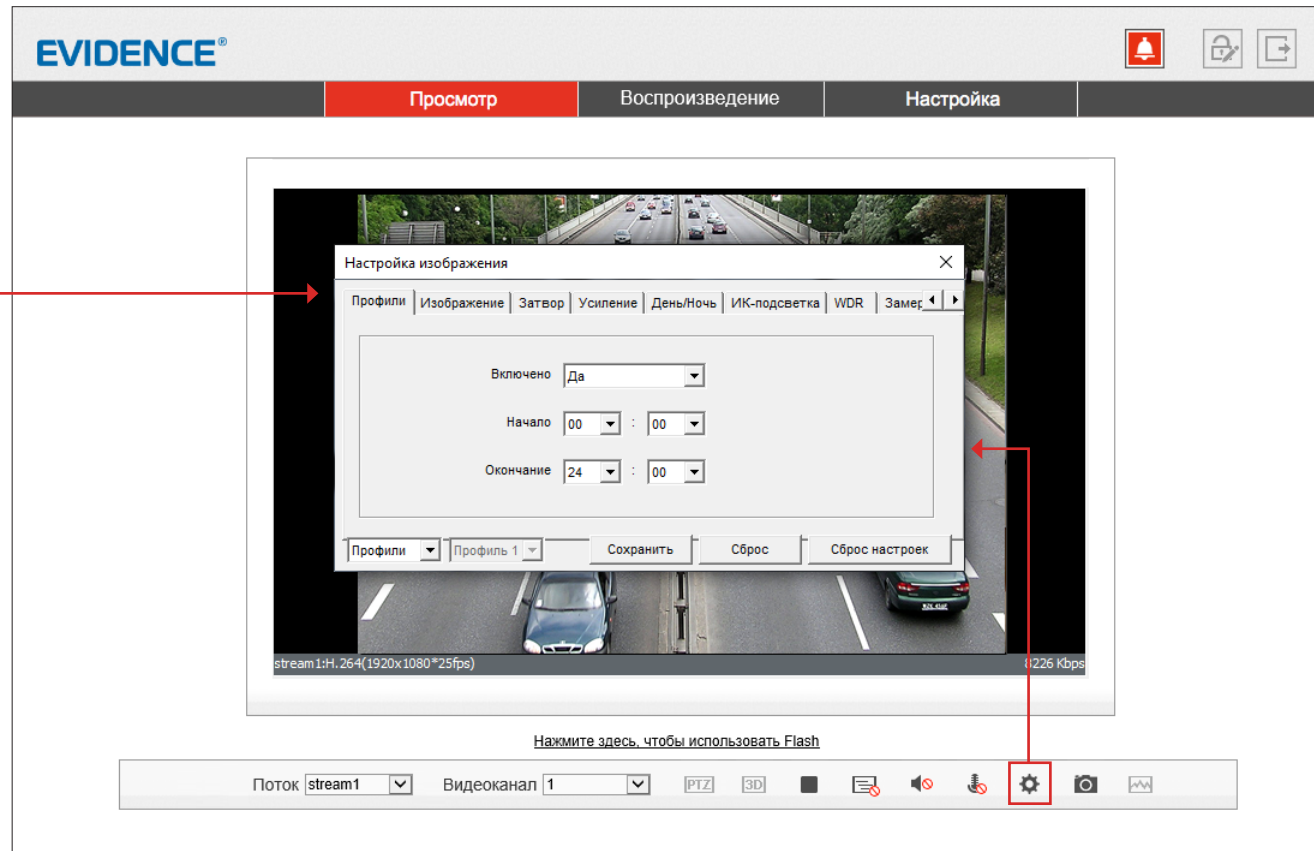 EVIDENCE®
Просмотр Воспроизведение Настройка
Настройка изображения
Профили Изображение Затвор Усиление День/Ночь ИК-подсветка WDR Замер
Включено Да
Начало 00 : 00
Окончание 24 : 00
Профили Профиль 1 Сохранить Сброс Сброс настроек
stream1:H.264(1920x1080*25fps) 8226 Kbps
Нажмите здесь, чтобы использовать Flash
Поток stream1 Видеоканал 1 PTZ 3D